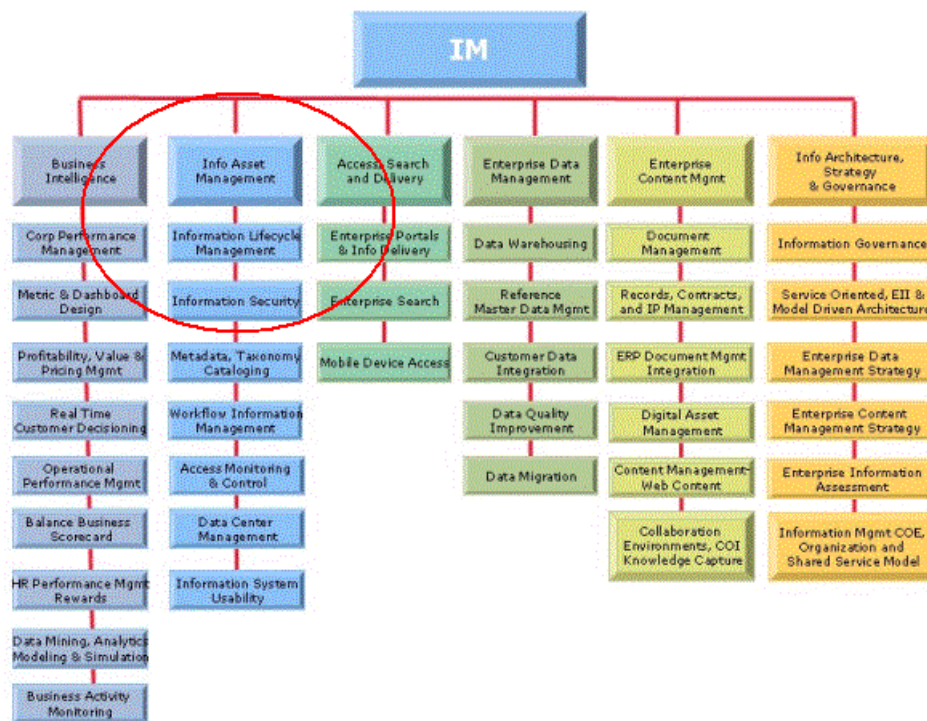 IM
Business
Intelligence
Corp Performance
Management
Metric & Dashboard
Design
Profitability, Value &
Pricing Mgmt
Real Time
Customer Decisioning
Operational
Performance Mgmt
Balance Business
Scorecard
HR Performance Mgmt
Rewards
Data Mining, Analytics
Modeling & Simulation
Business Activity
Monitoring
Info Asset
Management
Information Lifecycle
Management
Information Security
Metadata, Taxonomy
Cataloging
Workflow Information
Management
Access Monitoring
& Control
Data Center
Management
Information System
Usability
Access, Search
and Delivery
Enterprise Portals
& Info Delivery
Enterprise Search
Mobile Device Access
Enterprise Data
Management
Data Warehousing
Reference
Master Data Mgmt
Customer Data
Integration
Data Quality
Improvement
Data Migration
Enterprise
Content Mgmt
Document
Management
Records, Contracts,
and IP Management
ERP Document Mgmt
Integration
Digital Asset
Management
Content Management-
Web Content
Collaboration
Environments, COI
Knowledge Capture
Info Architecture,
Strategy
& Governance
Information Governance
Service Oriented, EII &
Model Driven Architecture
Enterprise Data
Management Strategy
Enterprise Content
Management Strategy
Enterprise Information
Assessment
Information Mgmt COE,
Organization and
Shared Service Model